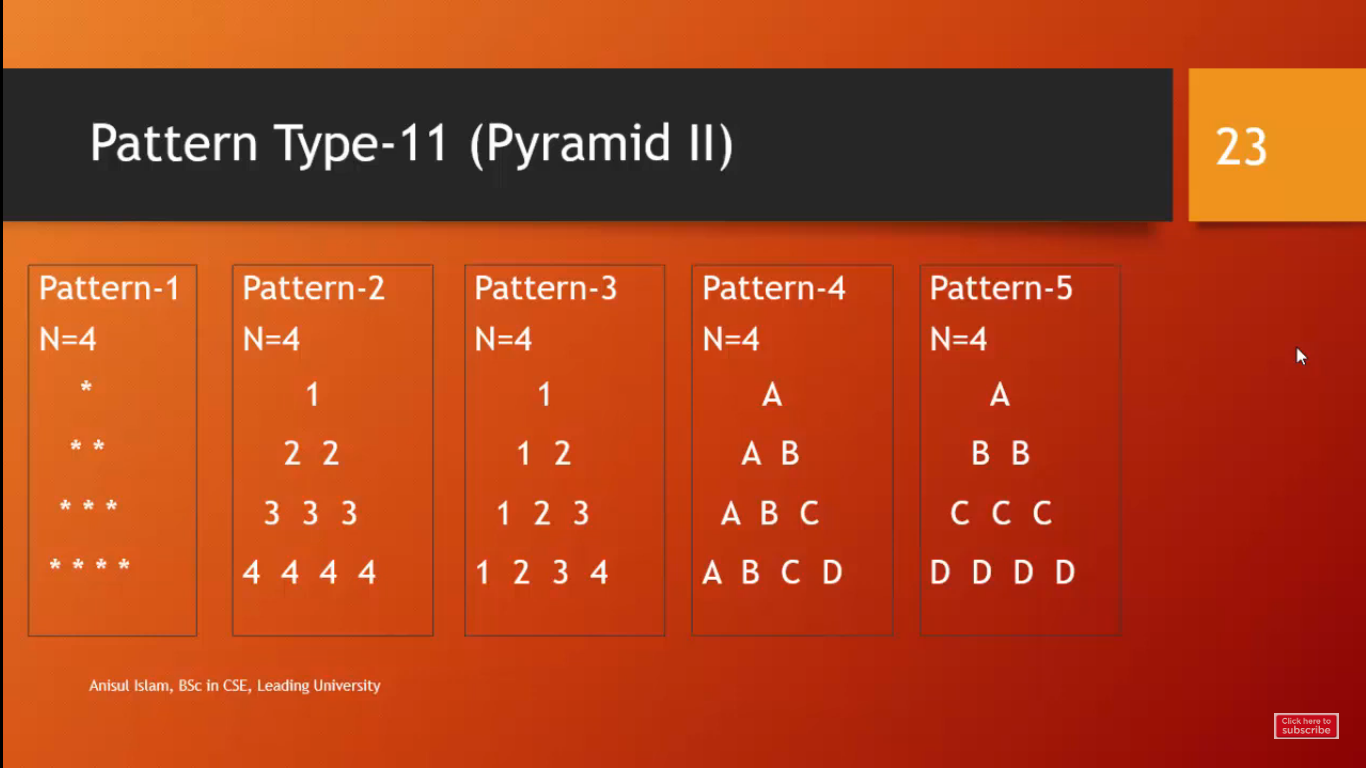 Pattern Type-11 (Pyramid II)
23
Pattern-1
N=4
*
* *
* * *
* * * *
Pattern-2
N=4
1
2 2
3 3 3
4 4 4 4
Pattern-3
N=4
1
1 2
1 2 3
1 2 3 4
Pattern-4
N=4
A
A B
A B C
A B C D
Pattern-5
N=4
A
B B
C C C
D D D D
Anisul Islam, BSc in CSE, Leading University
Click here to
subscribe